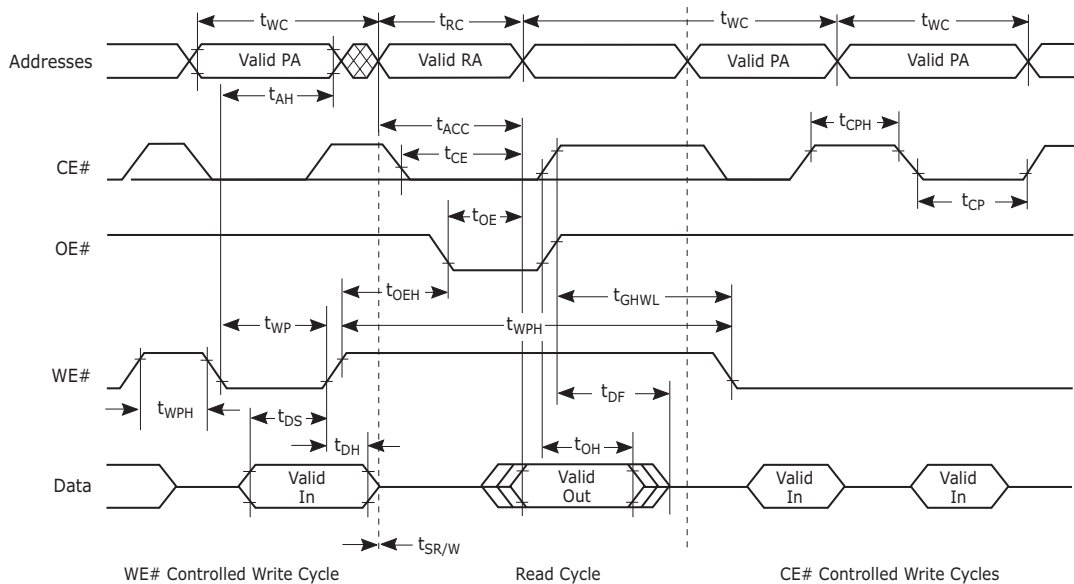 tWC tRC tWC tWC
Addresses Valid PA Valid RA Valid PA Valid PA
tAH
tACC tCPH
CE# tCE
tCP
tOE
OE#
tOEH tGHWL
tWP tWPH
WE#
tWPH tDS tDF
tDH tOH
Data Valid In Valid Out Valid In Valid In
tSR/W
WE# Controlled Write Cycle Read Cycle CE# Controlled Write Cycles